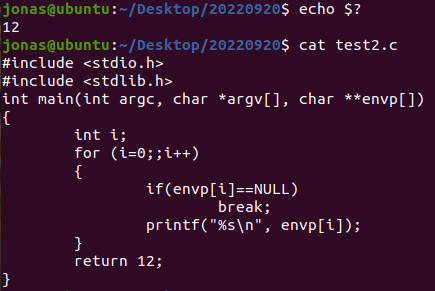 jonas@ubuntu:~/Desktop/20220920$ echo $?
12
jonas@ubuntu:~/Desktop/20220920$ cat test2.c
#include <stdio.h>
#include <stdlib.h>
int main(int argc, char *argv[], char **envp[])
{
        int i;
        for (i=0;;i++)
        {
                if(envp[i]==NULL)
                        break;
                printf("%s\n", envp[i]);
        }
        return 12;
}